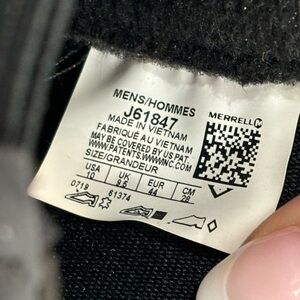 MENS/HOMMES
J61847
MERRELL
MADE IN VIETNAM
FABRIQUÉ AU VIETNAM
MAY BE COVERED BY US PAT.
WWW.PATENTS.WWWINC.COM
SIZE/GRANDEUR
USA UK EUR CM
10 9.5 44 28
0719 61374